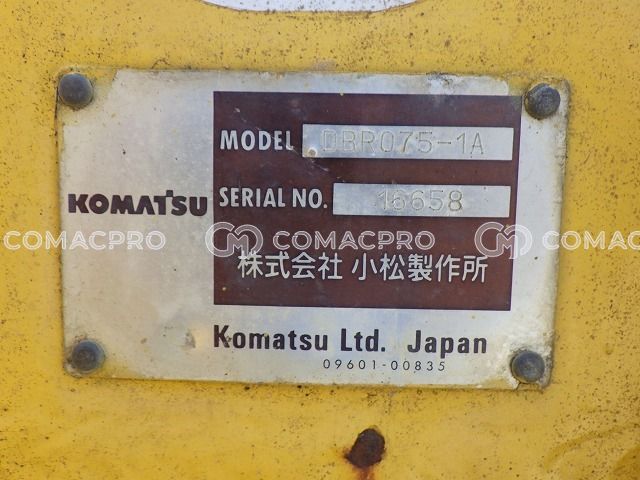 MODEL DBR075-1A
KOMATSU
SERIAL NO. 16658
COMACPRO COMACPRO COMACPRO
株式会社 小松製作所
Komatsu Ltd. Japan
09601-00835